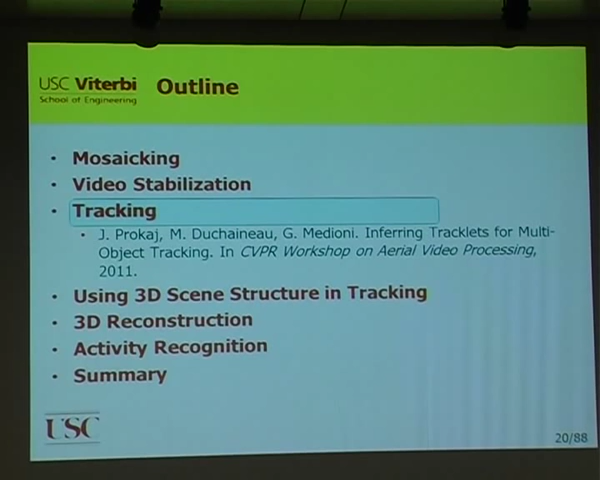 USC Viterbi
School of Engineering
Outline
• Mosaicking
• Video Stabilization
• Tracking
• J. Prokaj, M. Duchaineau, G. Medioni. Inferring Tracklets for Multi-
Object Tracking. In CVPR Workshop on Aerial Video Processing,
2011.
• Using 3D Scene Structure in Tracking
• 3D Reconstruction
• Activity Recognition
• Summary
USC
20/88